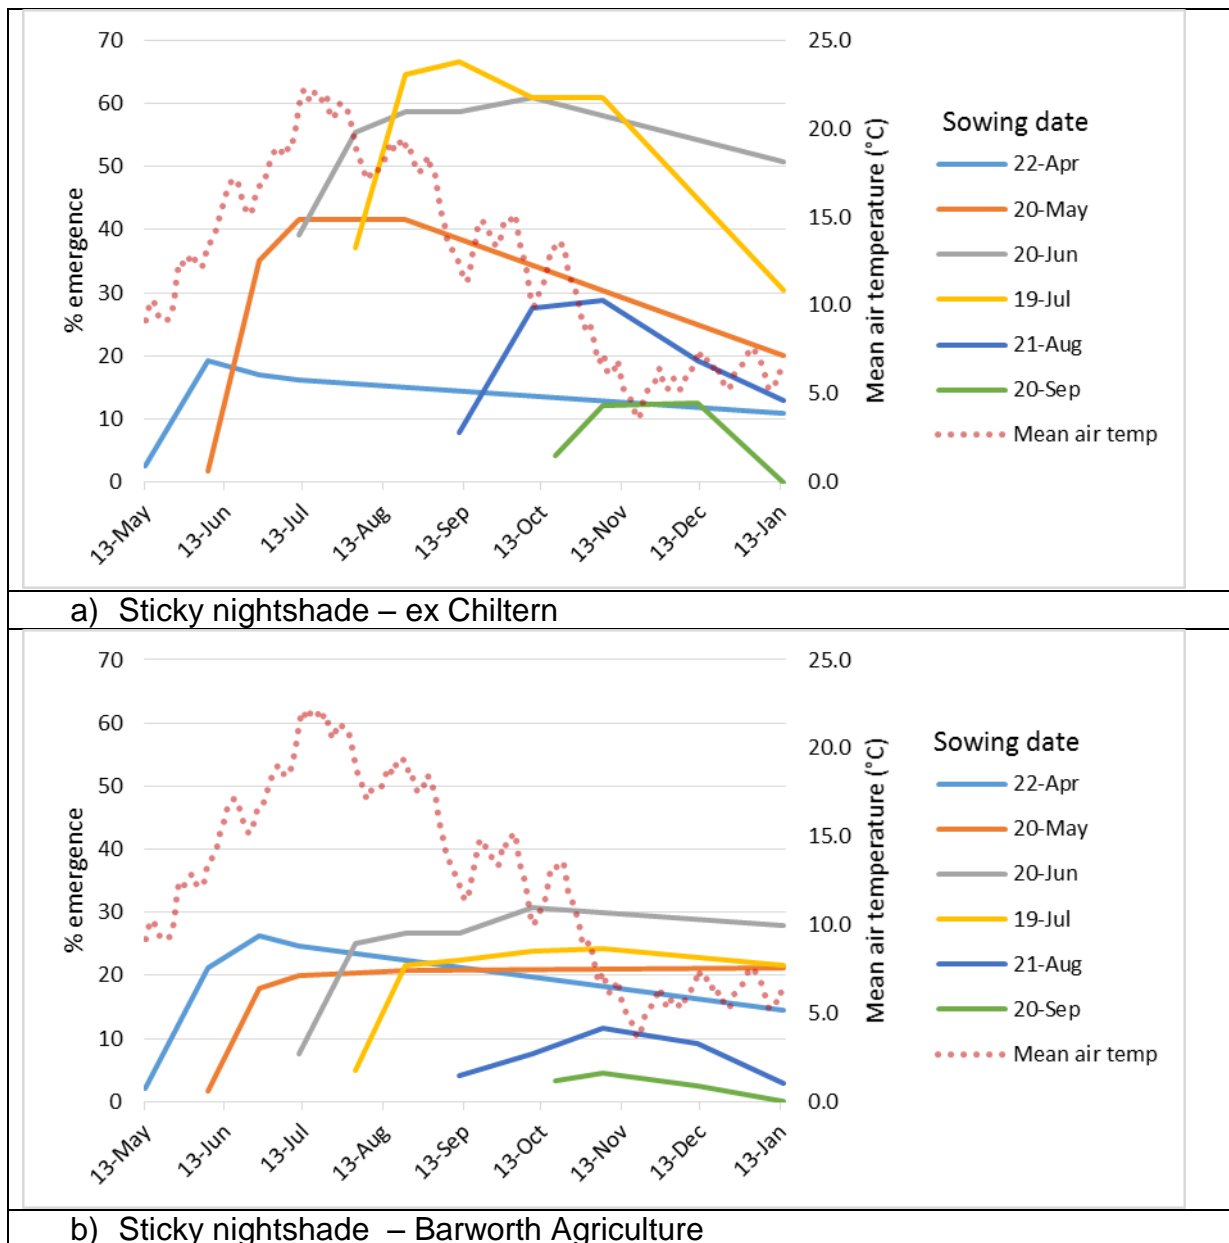 70
60
50
40
30
20
10
0
% emergence
25.0
20.0
15.0
10.0
5.0
0.0
Mean air temperature (°C)
13-May
13-Jun
13-Jul
13-Aug
13-Sep
13-Oct
13-Nov
13-Dec
13-Jan
Sowing date
22-Apr
20-May
20-Jun
19-Jul
21-Aug
20-Sep
Mean air temp
a) Sticky nightshade – ex Chiltern
70
60
50
40
30
20
10
0
% emergence
25.0
20.0
15.0
10.0
5.0
0.0
Mean air temperature (°C)
13-May
13-Jun
13-Jul
13-Aug
13-Sep
13-Oct
13-Nov
13-Dec
13-Jan
Sowing date
22-Apr
20-May
20-Jun
19-Jul
21-Aug
20-Sep
Mean air temp
b) Sticky nightshade – Barworth Agriculture